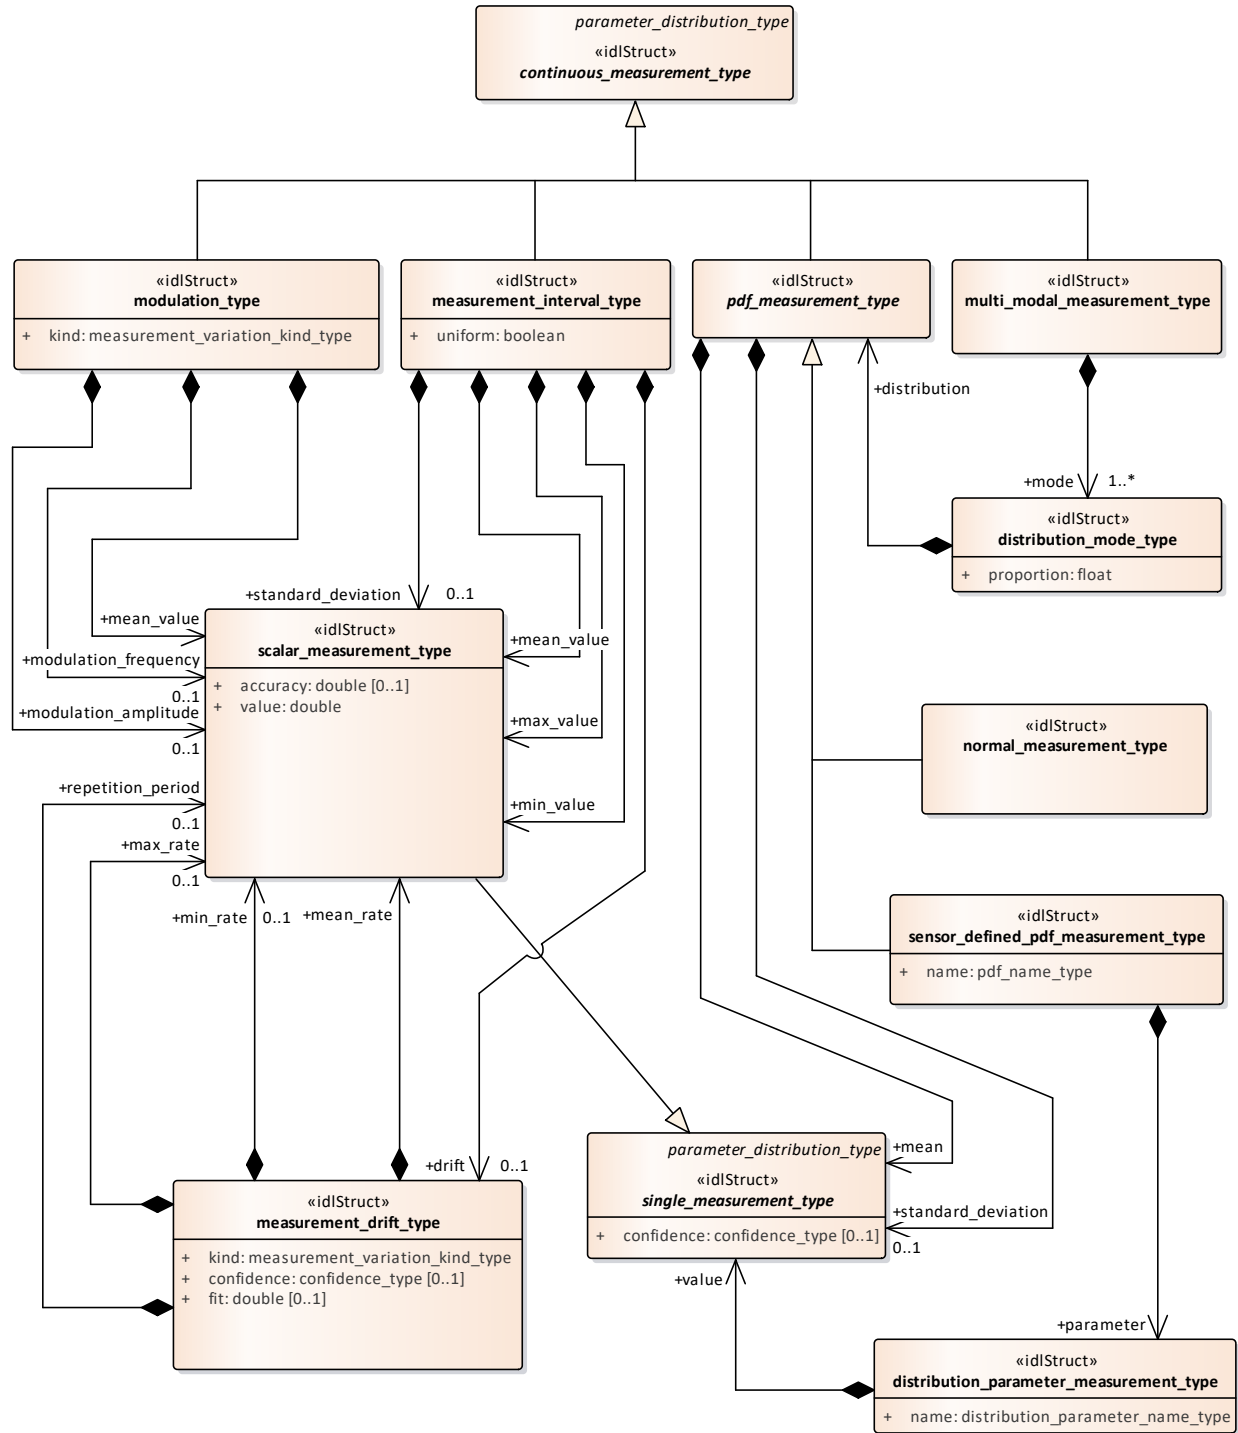 parameter_distribution_type
«idlStruct»
continuous_measurement_type
«idlStruct»
modulation_type
+ kind: measurement_variation_kind_type
«idlStruct»
measurement_interval_type
+ uniform: boolean
«idlStruct»
pdf_measurement_type
«idlStruct»
multi_modal_measurement_type
+distribution
+mode 1..*
«idlStruct»
distribution_mode_type
+ proportion: float
+standard_deviation 0..1
+mean_value
+modulation_frequency
0..1
+modulation_amplitude
0..1
«idlStruct»
scalar_measurement_type
+ accuracy: double [0..1]
+ value: double
+mean_value
+max_value
+min_value
+repetition_period
0..1
+max_rate
0..1
+min_rate 0..1 +mean_rate
«idlStruct»
normal_measurement_type
«idlStruct»
sensor_defined_pdf_measurement_type
+ name: pdf_name_type
+drift 0..1
«idlStruct»
measurement_drift_type
+ kind: measurement_variation_kind_type
+ confidence: confidence_type [0..1]
+ fit: double [0..1]
parameter_distribution_type
«idlStruct»
single_measurement_type
+ confidence: confidence_type [0..1]
+mean
+standard_deviation
0..1
+value
+parameter
«idlStruct»
distribution_parameter_measurement_type
+ name: distribution_parameter_name_type